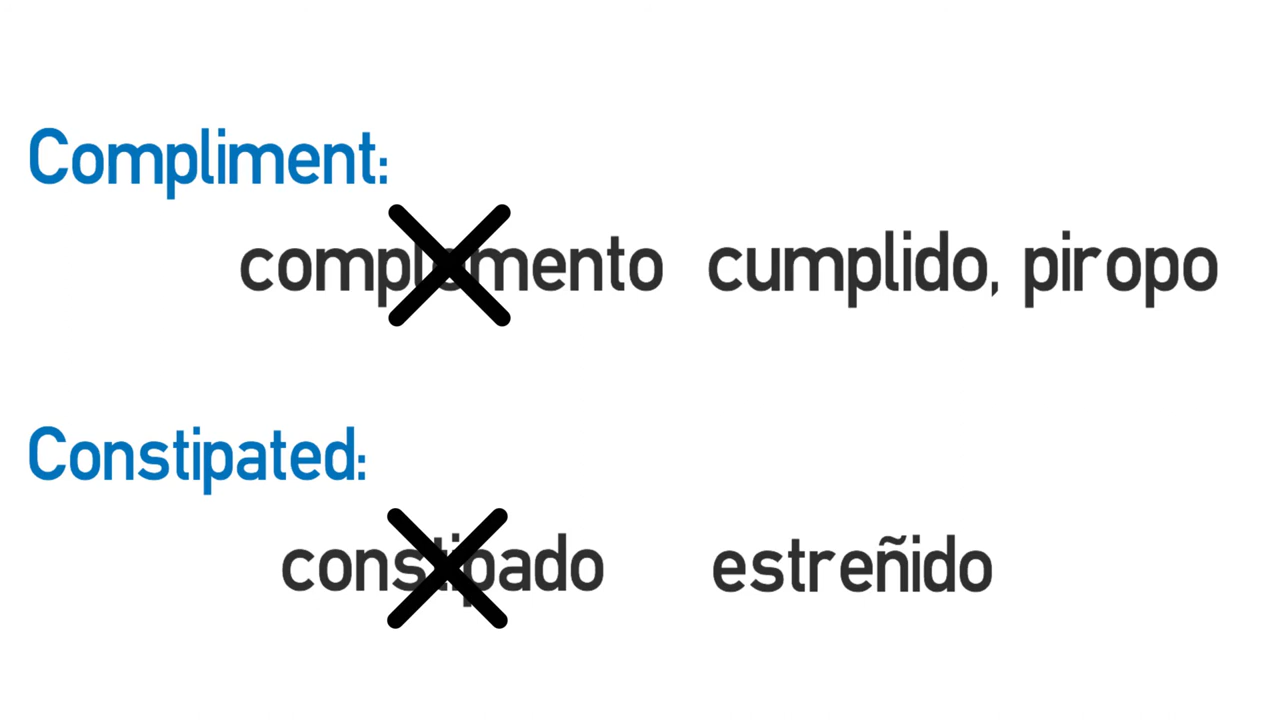 Compliment:
complemento cumplido, piropo
Constipated:
constipado estreñido